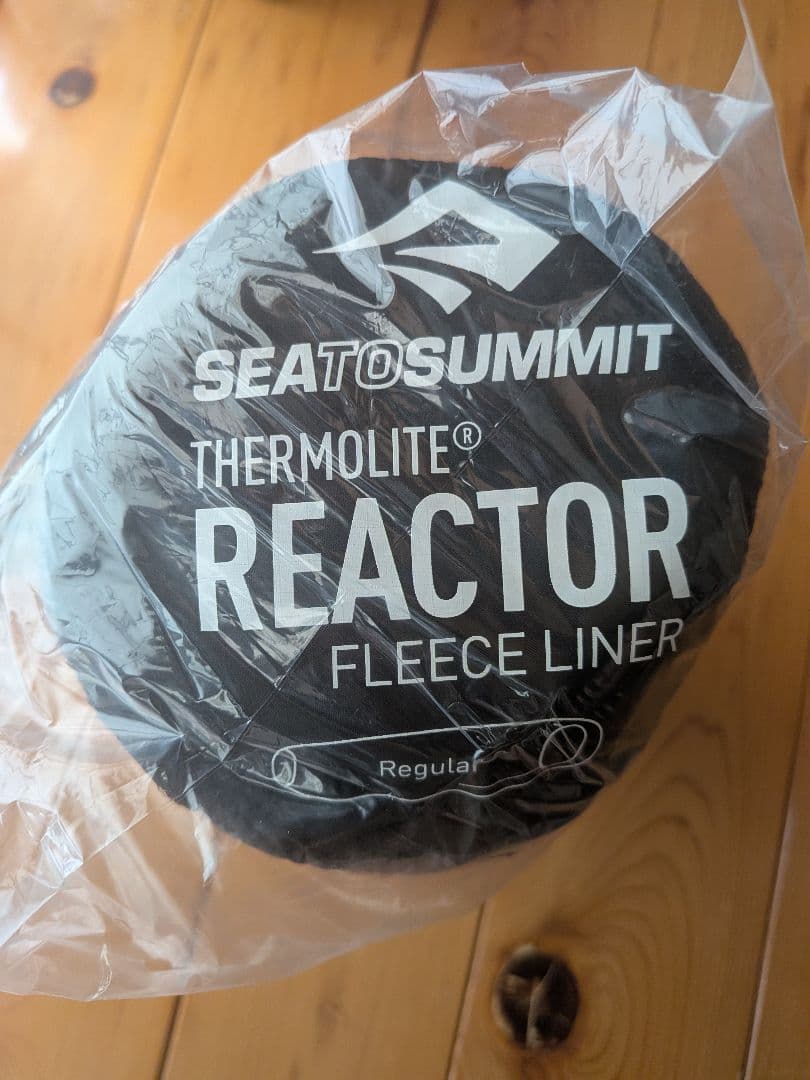 SEATOSUMMIT
THERMOLITE®
REACTOR
FLEECE LINER
Regular